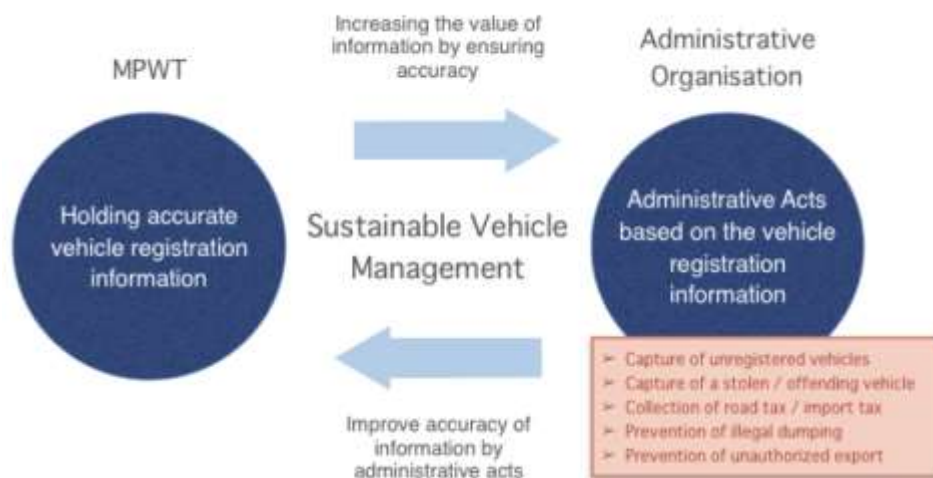 MPWT
Holding accurate
vehicle registration
information
Increasing the value of
information by ensuring
accuracy
Sustainable Vehicle
Management
Improve accuracy of
information by
administrative acts
Administrative
Organisation
Administrative Acts
based on the vehicle
registration
information
➢ Capture of unregistered vehicles
➢ Capture of a stolen / offending vehicle
➢ Collection of road tax / import tax
➢ Prevention of illegal dumping
➢ Prevention of unauthorized export